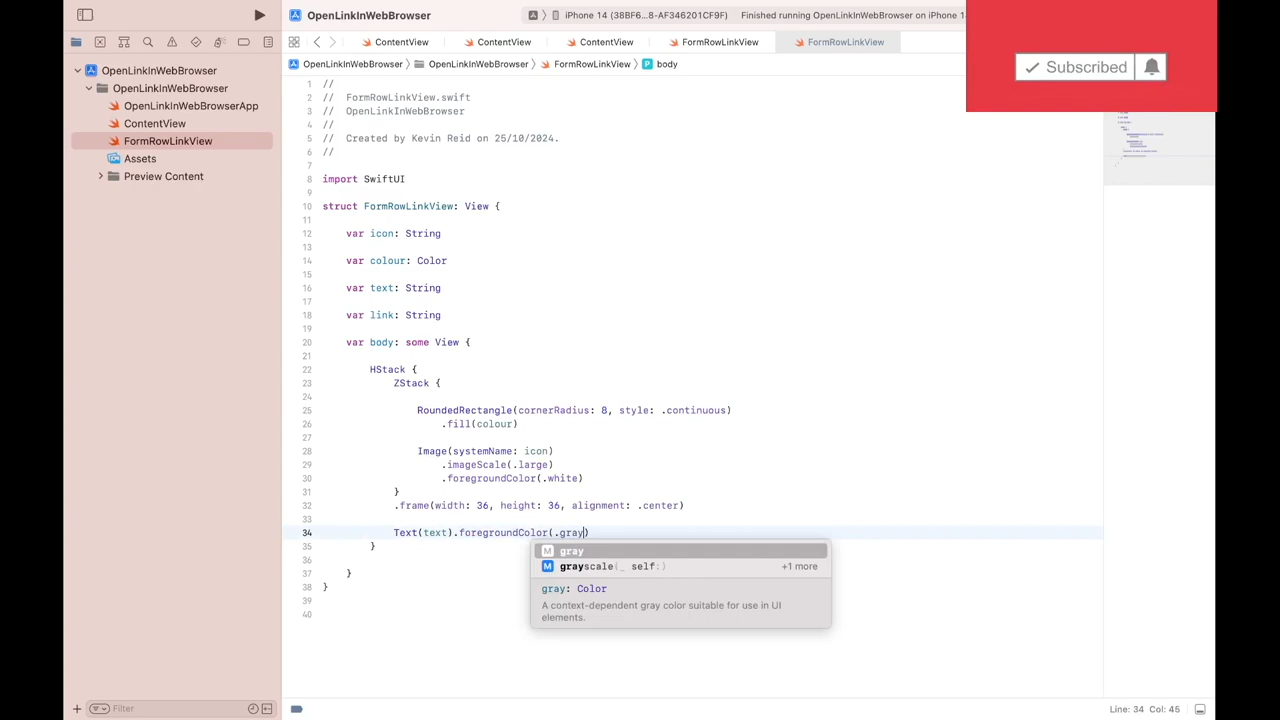 OpenLinkInWebBrowser
iPhone 14 (38BF6...8-AF346201CF9F)
Finished running OpenLinkInWebBrowser on iPhone 1
Subscribed
ContentView
ContentView
ContentView
FormRowLinkView
FormRowLinkView
OpenLinkInWebBrowser
OpenLinkInWebBrowser
FormRowLinkView
body
OpenLinkInWebBrowser
OpenLinkInWebBrowser
OpenLinkInWebBrowserApp
ContentView
FormRowLinkView
Assets
Preview Content
1 //
2 // FormRowLinkView.swift
3 // OpenLinkInWebBrowser
4 //
5 // Created by Kevin Reid on 25/10/2024.
6 //
7
8 import SwiftUI
9
10 struct FormRowLinkView: View {
11
12 var icon: String
13
14 var colour: Color
15
16 var text: String
17
18 var link: String
19
20 var body: some View {
21
22 HStack {
23 ZStack {
24
25 RoundedRectangle(cornerRadius: 8, style: .continuous)
26 .fill(colour)
27
28 Image(systemName: icon)
29 .imageScale(.large)
30 .foregroundColor(.white)
31 }
32 .frame(width: 36, height: 36, alignment: .center)
33
34 Text(text).foregroundColor(.gray)
35 }
36
37 }
38 }
39
40
M gray
M grayscale(_ self:) +1 more
gray: Color
A context-dependent gray color suitable for use in UI
elements.
Filter
Line: 34 Col: 45